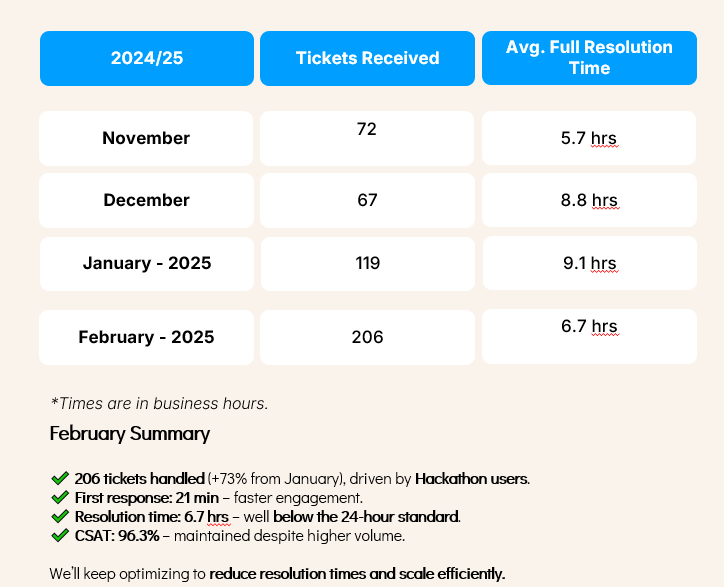 2024/25 Tickets Received Avg. Full Resolution
Time
November 72 5.7 hrs
December 67 8.8 hrs
January - 2025 119 9.1 hrs
February - 2025 206 6.7 hrs
*Times are in business hours.
February Summary
✔ 206 tickets handled (+73% from January), driven by Hackathon users.
✔ First response: 21 min – faster engagement.
✔ Resolution time: 6.7 hrs – well below the 24-hour standard.
✔ CSAT: 96.3% – maintained despite higher volume.
We'll keep optimizing to reduce resolution times and scale efficiently.